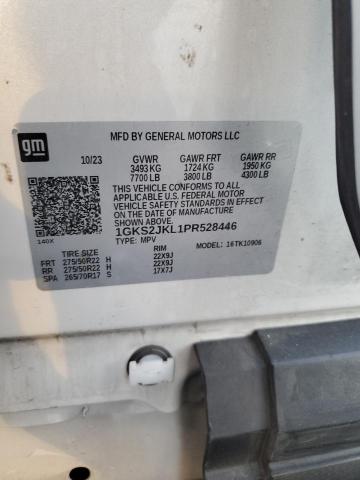 gm
MFD BY GENERAL MOTORS LLC
10/23 GVWR GAWR FRT GAWR RR
3493 KG 1724 KG 1950 KG
7700 LB 3800 LB 4300 LB
THIS VEHICLE CONFORMS TO ALL
APPLICABLE U.S. FEDERAL MOTOR
VEHICLE SAFETY STANDARDS IN EFFECT
ON THE DATE OF MANUFACTURE SHOWN ABOVE.
1GKS2JKL1PR528446
140X TYPE: MPV MODEL: 16TK10906
TIRE SIZE RIM
FRT 275/50R22 H 22X9J
RR 275/50R22 H 22X9J
SPA 265/70R17 S 17X7J